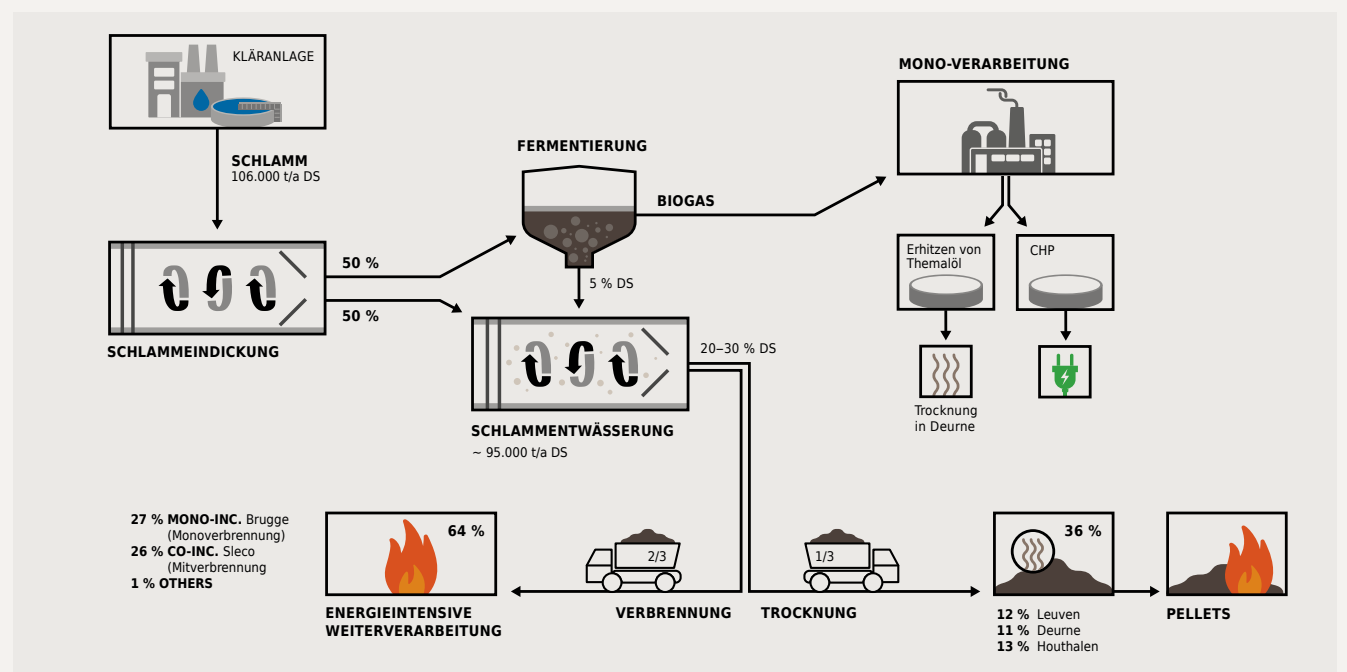 KLÄRANLAGE
SCHLAMM
106.000 t/a DS
50 %
50 %
SCHLAMMEINDICKUNG
FERMENTIERUNG
BIOGAS
5 % DS
20–30 % DS
SCHLAMMENTWÄSSERUNG
~ 95.000 t/a DS
MONO-VERARBEITUNG
Erhitzen von
Themalöl
CHP
Trocknung
in Deurne
27 % MONO-INC. Brugge
(Monoverbrennung)
26 % CO-INC. Sleco
(Mitverbrennung
1 % OTHERS
64 %
ENERGIEINTENSIVE
WEITERVERARBEITUNG
2/3
VERBRENNUNG
1/3
TROCKNUNG
36 %
12 % Leuven
11 % Deurne
13 % Houthalen
PELLETS